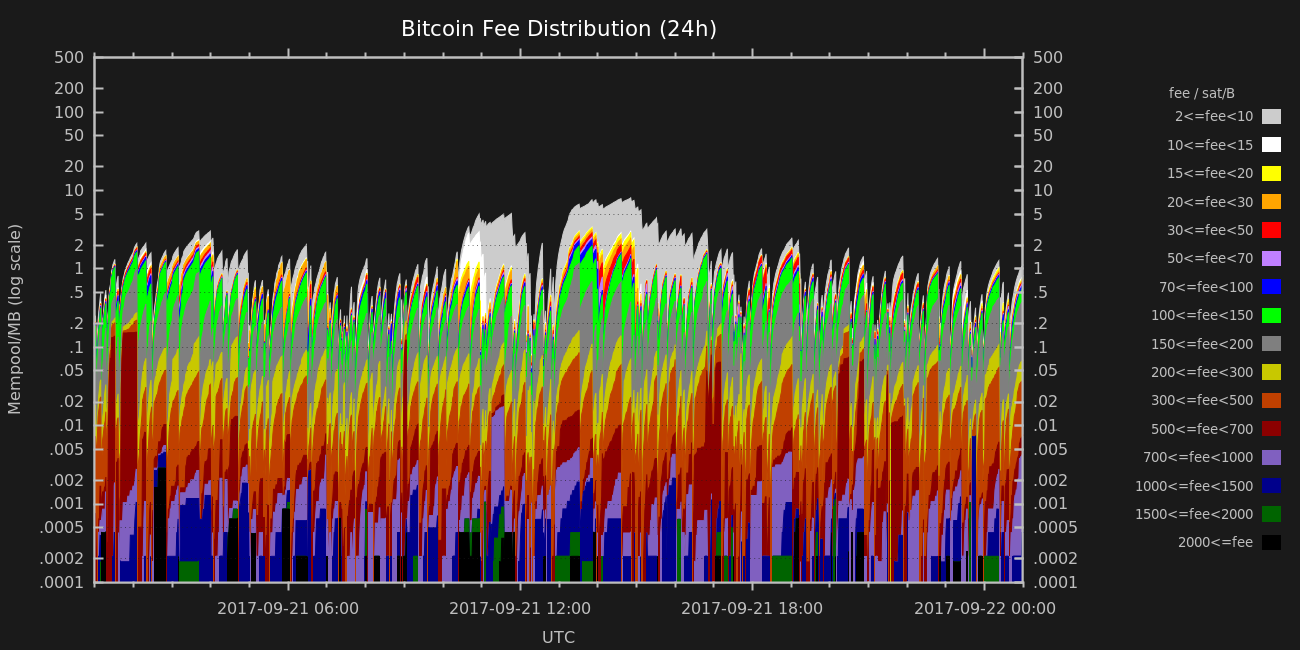 Bitcoin Fee Distribution (24h)
500
200
100
50
20
10
5
2
1
.5
.2
.1
.05
.02
.01
.005
.002
.001
.0005
.0002
.0001
Mempool/MB (log scale)
500
200
100
50
20
10
5
2
1
.5
.2
.1
.05
.02
.01
.005
.002
.001
.0005
.0002
.0001
2017-09-21 06:00
2017-09-21 12:00
2017-09-21 18:00
2017-09-22 00:00
UTC
fee / sat/B
2<=fee<10
10<=fee<15
15<=fee<20
20<=fee<30
30<=fee<50
50<=fee<70
70<=fee<100
100<=fee<150
150<=fee<200
200<=fee<300
300<=fee<500
500<=fee<700
700<=fee<1000
1000<=fee<1500
1500<=fee<2000
2000<=fee